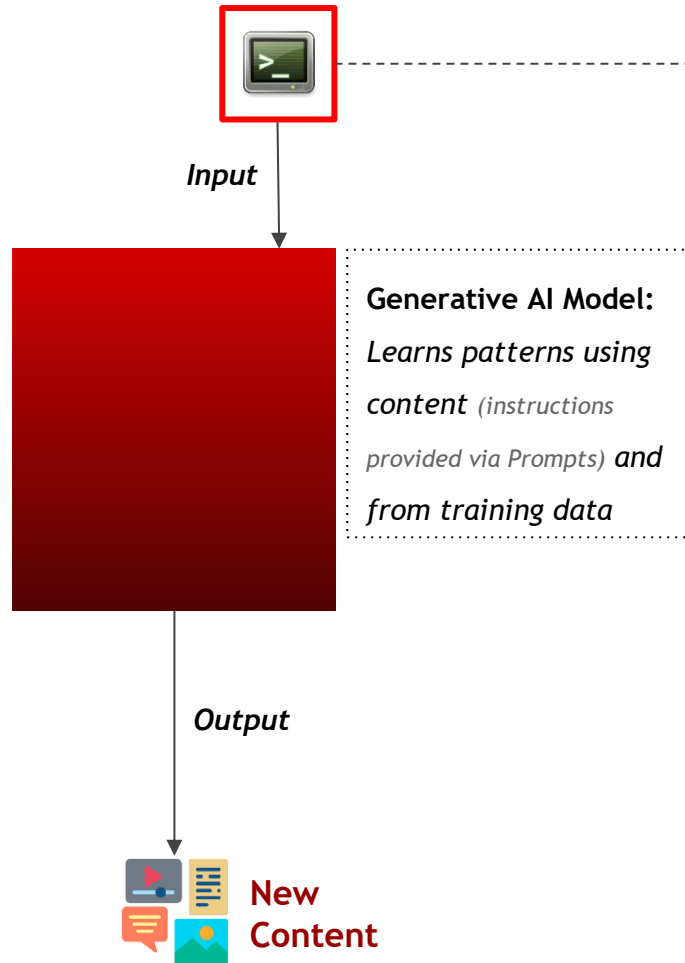 >_
Input
Generative AI Model:
Learns patterns using
content (instructions
provided via Prompts) and
from training data
Output
New
Content